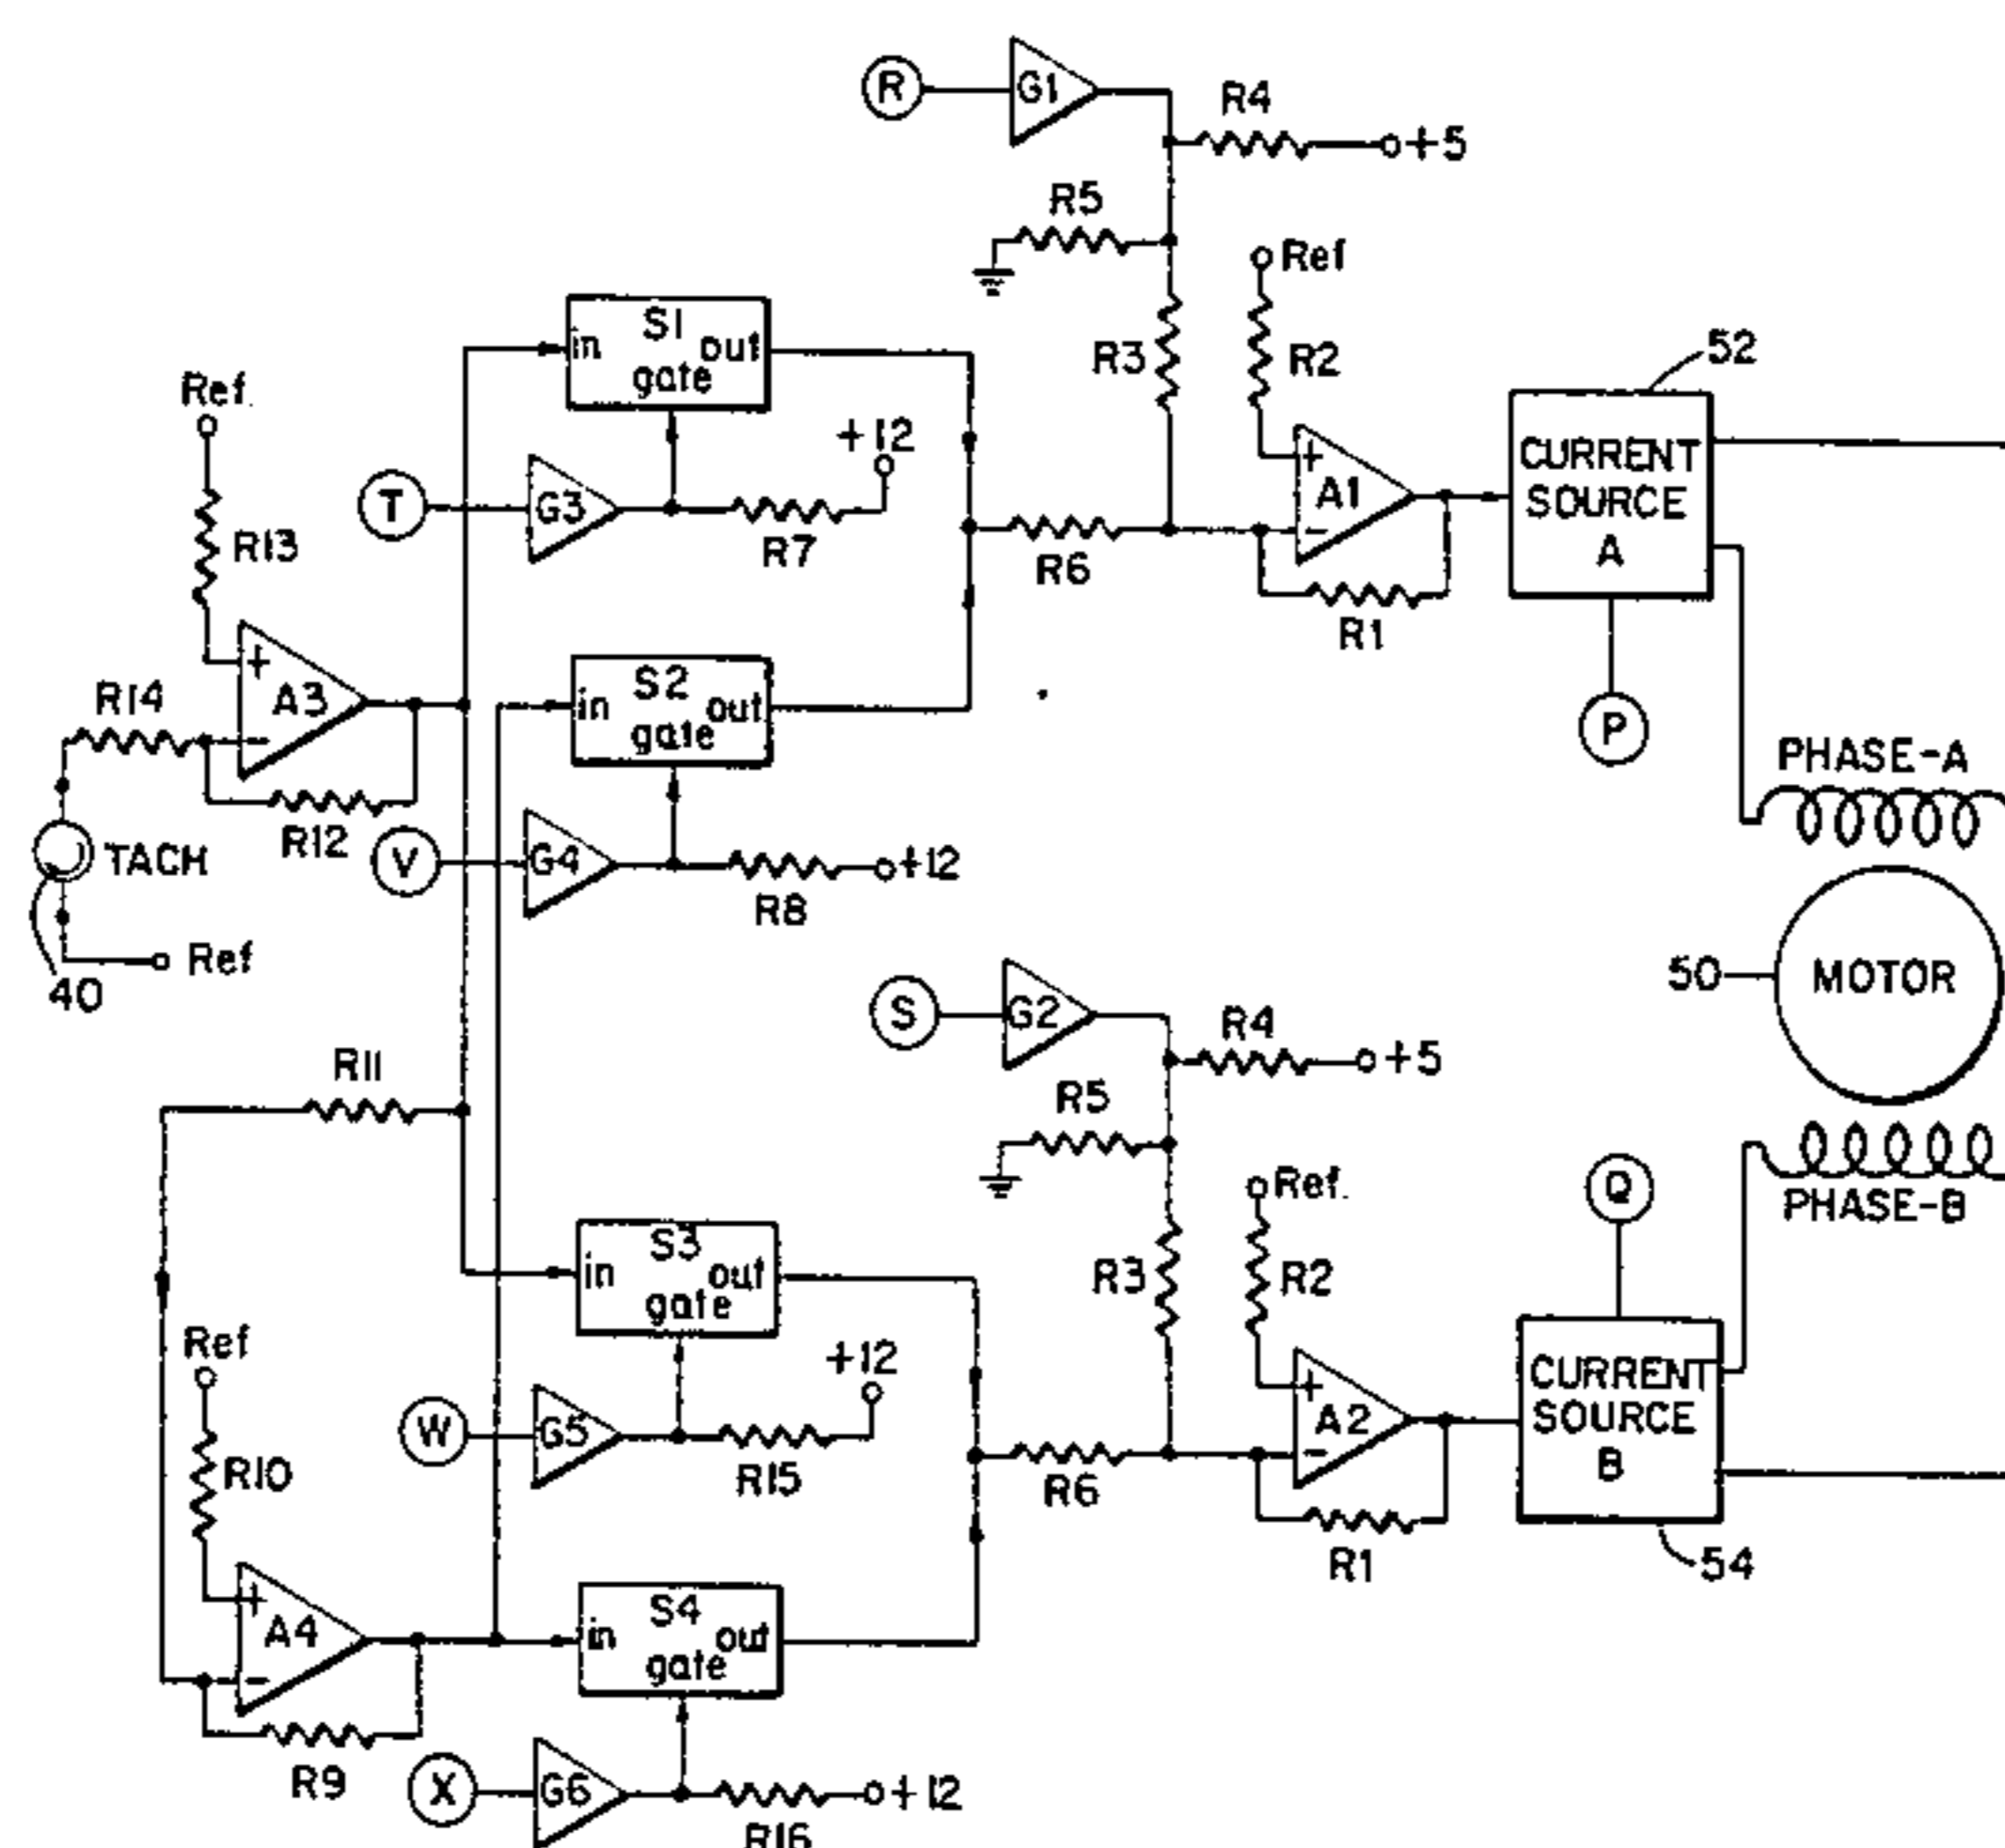 R
G1
R4
+5
R5
Ref
R3
R2
S1
in
out
gate
52
Ref.
+12
CURRENT
SOURCE
A
+
A1
-
T
G3
R7
R6
R13
R1
S2
in
out
gate
P
+
A3
-
R14
PHASE-A
R12
TACH
V
G4
+12
R8
Ref
40
50
MOTOR
S
G2
R4
+5
R11
R5
Ref.
Q
PHASE-B
S3
in
out
gate
R3
R2
Ref
+12
CURRENT
SOURCE
B
+
A2
-
W
G5
R15
R6
R10
R1
54
S4
in
out
gate
+
A4
-
R9
X
G6
+12
R16